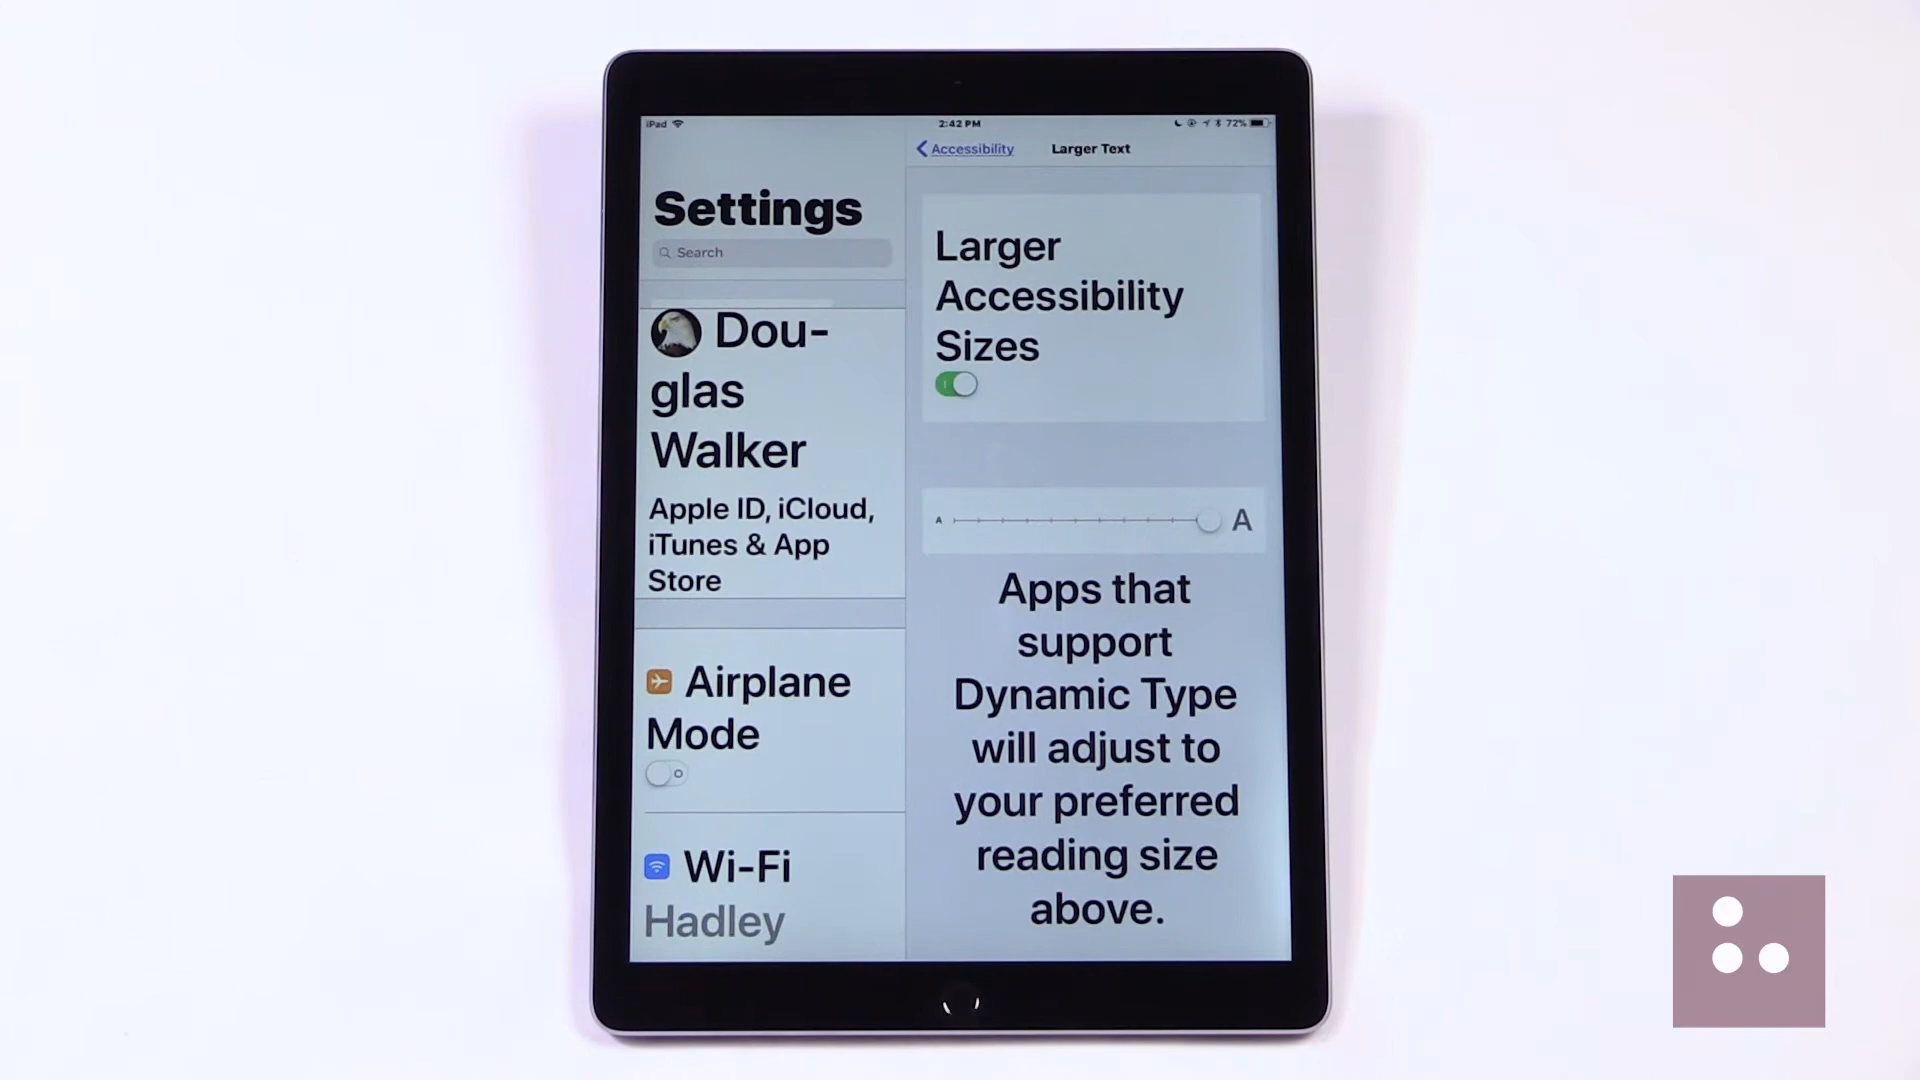 iPad
2:42 PM
72%
Settings
Search
Dou-
glas
Walker
Apple ID, iCloud,
iTunes & App
Store
Airplane
Mode
Wi-Fi
Hadley
Accessibility
Larger Text
Larger
Accessibility
Sizes
A A
Apps that
support
Dynamic Type
will adjust to
your preferred
reading size
above.